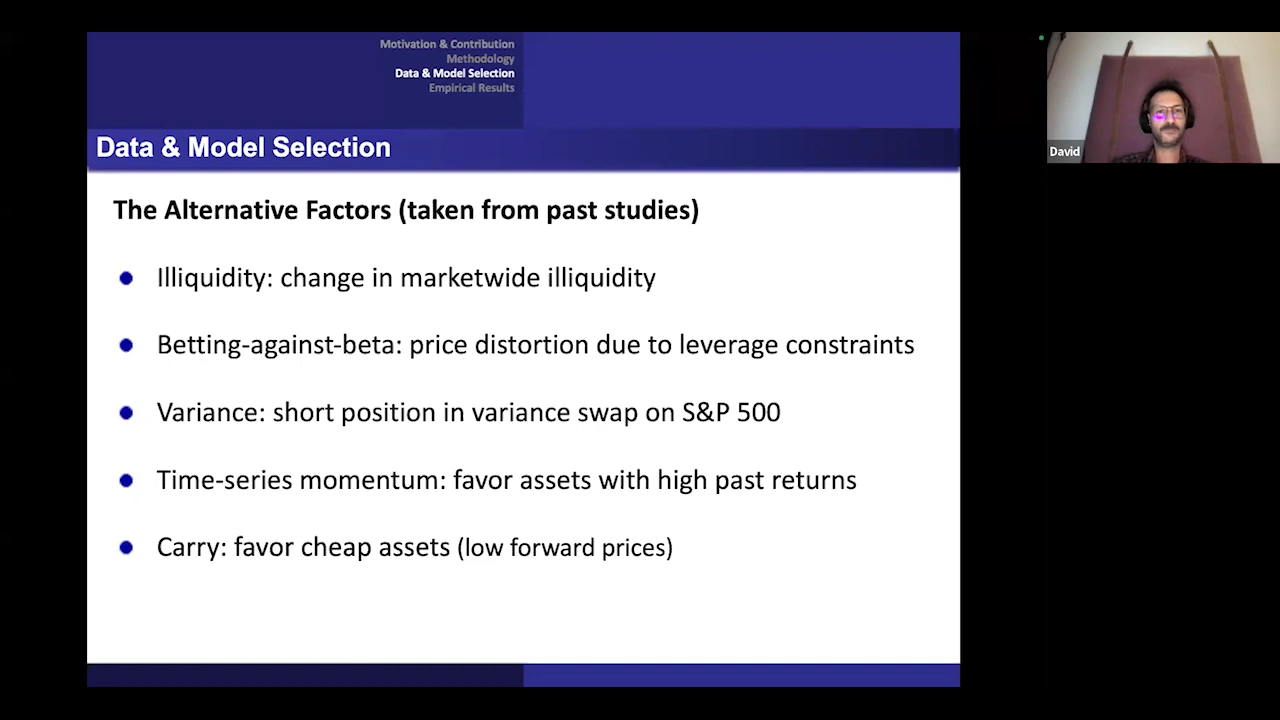 Motivation & Contribution
Methodology
Data & Model Selection
Empirical Results
Data & Model Selection
The Alternative Factors (taken from past studies)
Illiquidity: change in marketwide illiquidity
Betting-against-beta: price distortion due to leverage constraints
Variance: short position in variance swap on S&P 500
Time-series momentum: favor assets with high past returns
Carry: favor cheap assets (low forward prices)
David